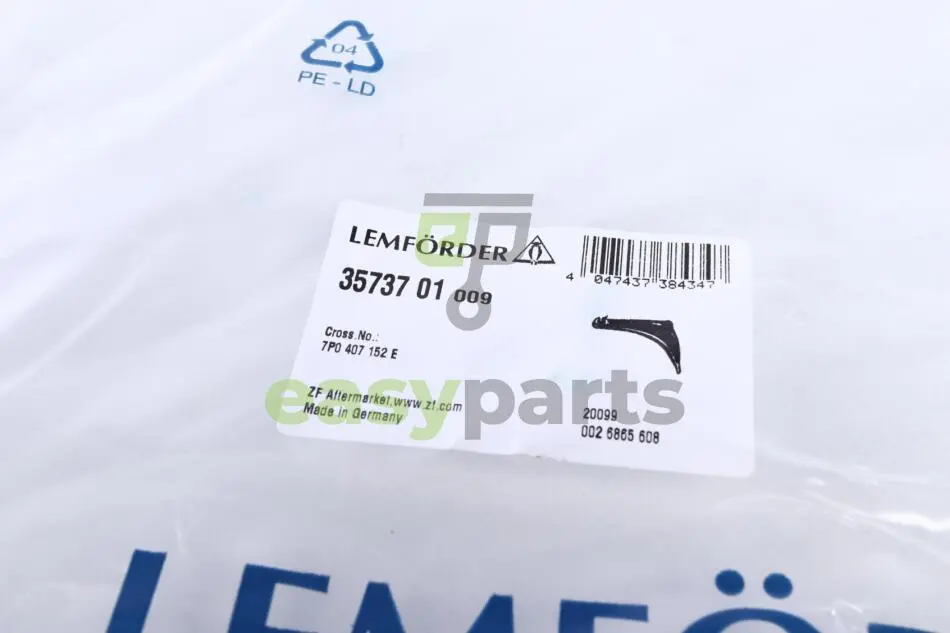 04
PE-LD
LEMFÖRDER
35737 01 009
4 047437 384347
Cross No.:
7P0 407 152 E
ZF Aftermarket,www.zf.com
Made in Germany
20099
002 6865 608
easyparts
LEMFÖ